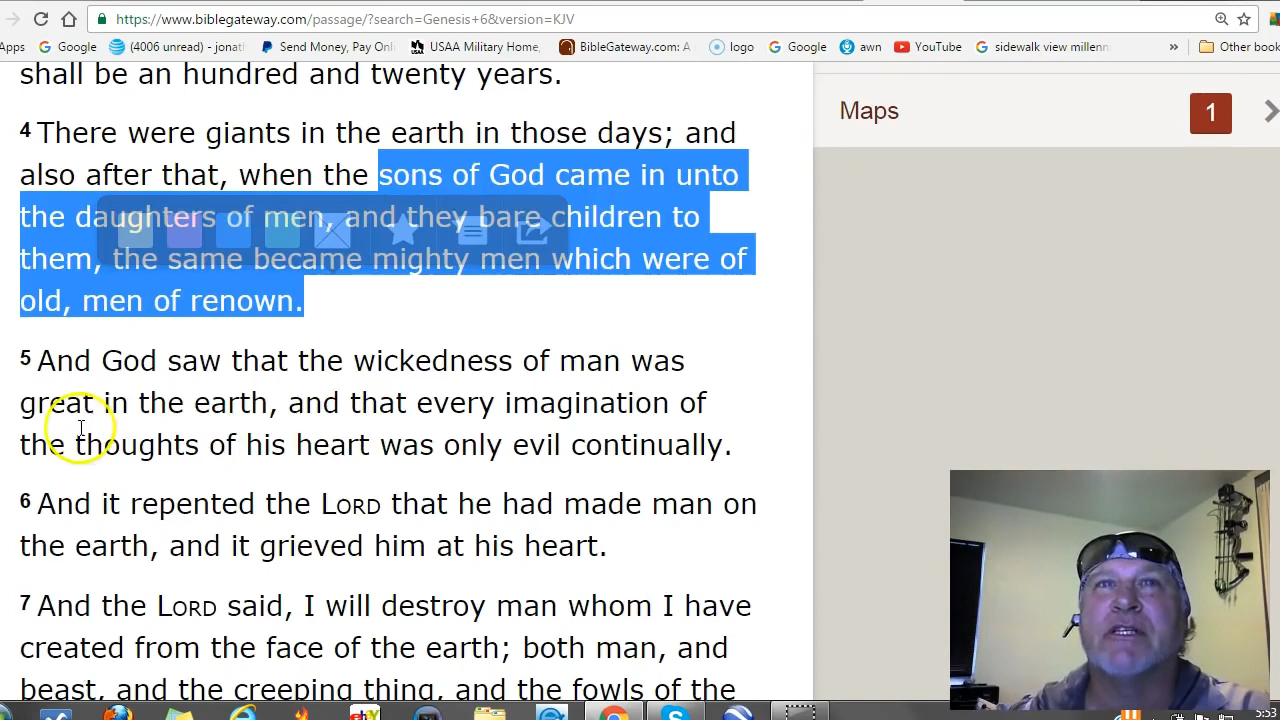 https://www.biblegateway.com/passage/?search=Genesis+6&version=KJV
Apps Google (4006 unread) - jonath Send Money, Pay Onli USAA Military Home, BibleGateway.com: A logo Google awn YouTube sidewalk view millenn » Other book
shall be an hundred and twenty years.
4 There were giants in the earth in those days; and
also after that, when the sons of God came in unto
the daughters of men, and they bare children to
them, the same became mighty men which were of
old, men of renown.
5 And God saw that the wickedness of man was
great in the earth, and that every imagination of
the thoughts of his heart was only evil continually.
6 And it repented the LORD that he had made man on
the earth, and it grieved him at his heart.
7 And the LORD said, I will destroy man whom I have
created from the face of the earth; both man, and
beast, and the creeping thing, and the fowls of the
Maps
1
ebY
5:53